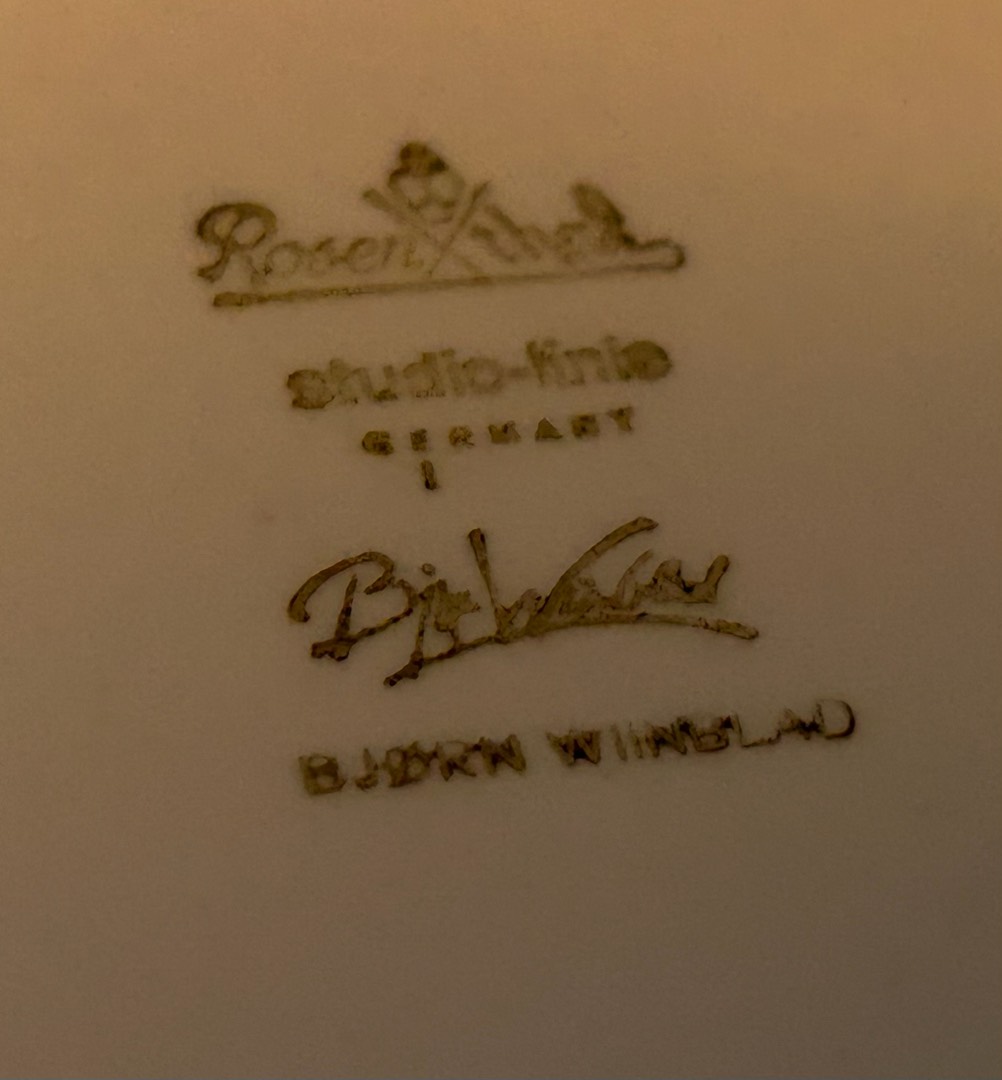 Rosenthal
studio-linie
GERMANY
BJØRN WIINBLAD